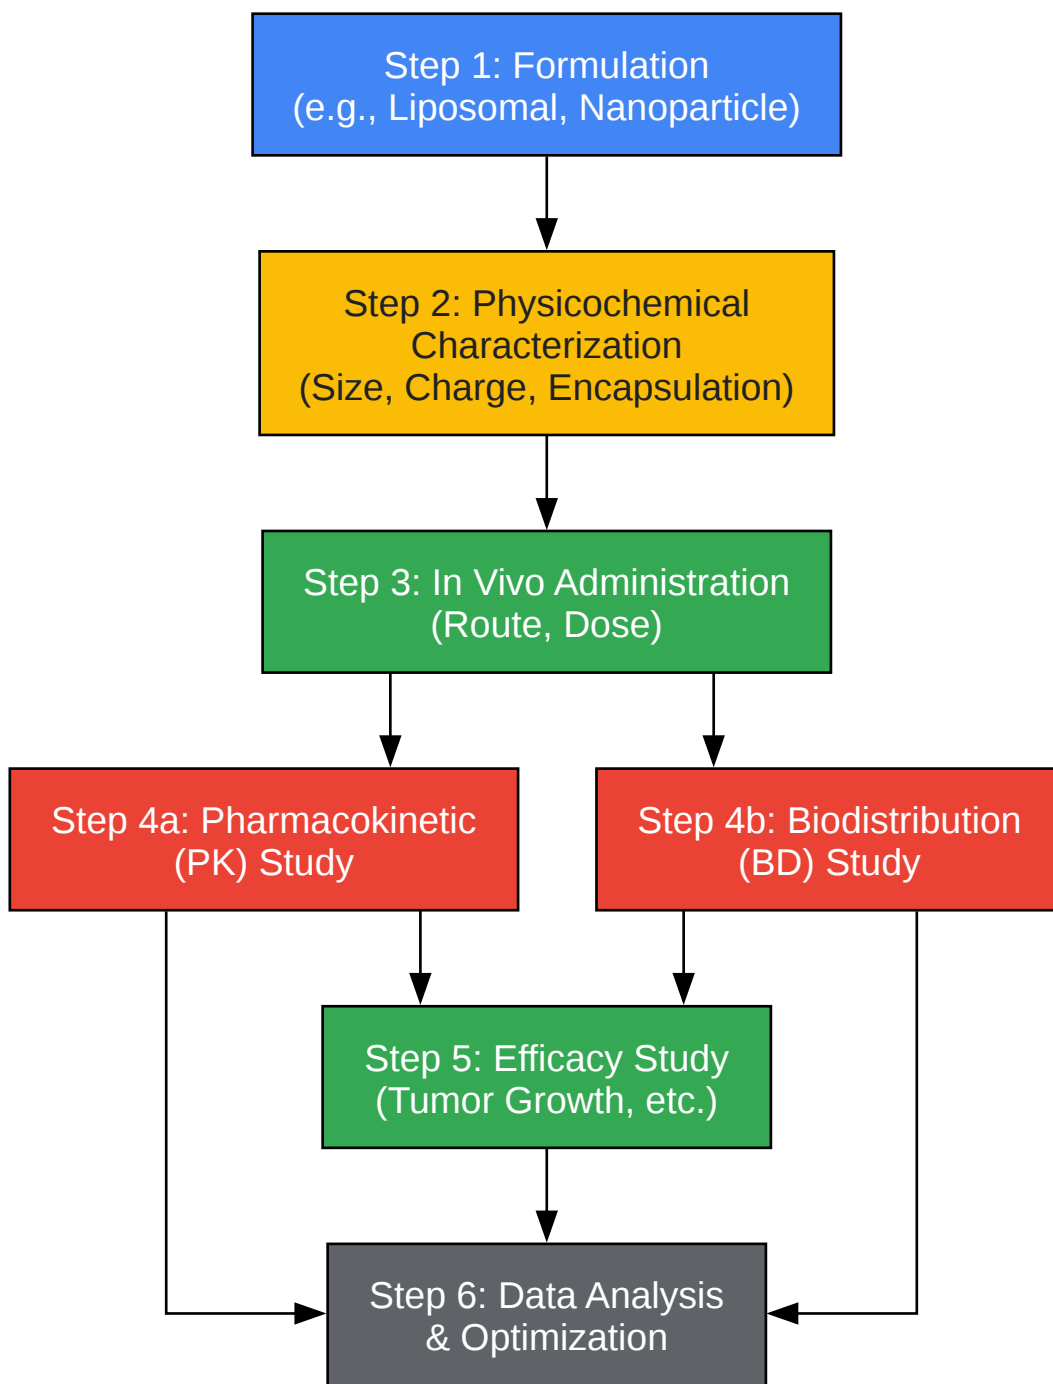 Step 1: Formulation
(e.g., Liposomal, Nanoparticle)
Step 2: Physicochemical
Characterization
(Size, Charge, Encapsulation)
Step 3: In Vivo Administration
(Route, Dose)
Step 4a: Pharmacokinetic
(PK) Study
Step 4b: Biodistribution
(BD) Study
Step 5: Efficacy Study
(Tumor Growth, etc.)
Step 6: Data Analysis
& Optimization